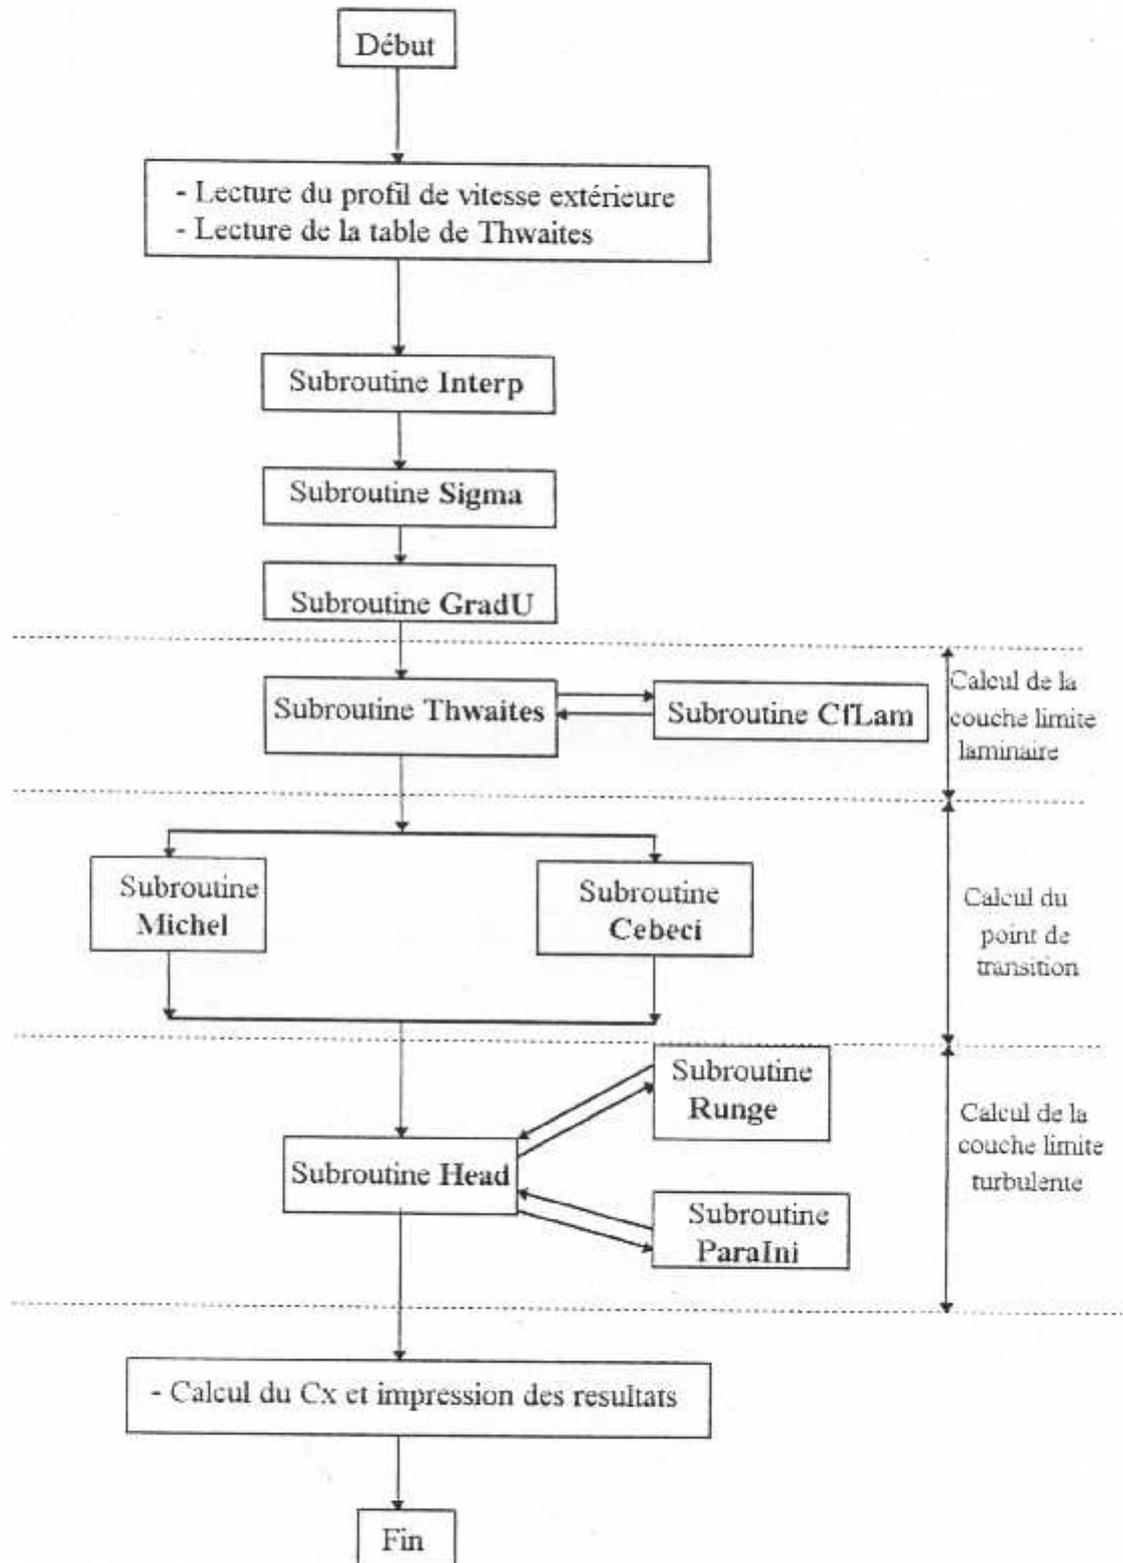 Début
- Lecture du profil de vitesse extérieure
- Lecture de la table de Thwaites
Subroutine Interp
Subroutine Sigma
Subroutine GradU
Subroutine Thwaites
Subroutine CfLam
Calcul de la
couche limite
laminaire
Subroutine
Michel
Subroutine
Cebeci
Calcul du
point de
transition
Subroutine
Runge
Subroutine Head
Subroutine
ParaIni
Calcul de la
couche limite
turbulente
- Calcul du Cx et impression des resultats
Fin